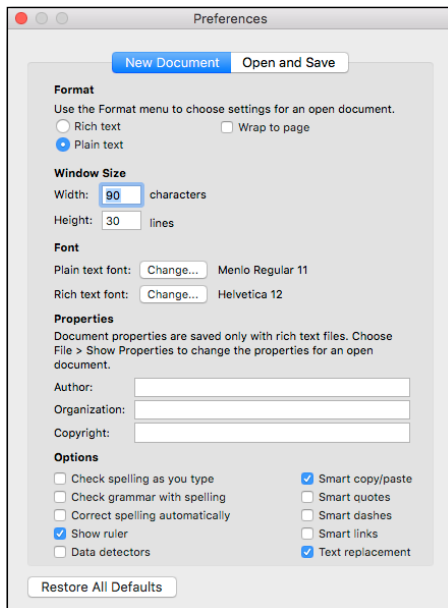 Preferences
New Document Open and Save
Format
Use the Format menu to choose settings for an open document.
Rich text Wrap to page
Plain text
Window Size
Width: 90 characters
Height: 30 lines
Font
Plain text font: Change... Menlo Regular 11
Rich text font: Change... Helvetica 12
Properties
Document properties are saved only with rich text files. Choose
File > Show Properties to change the properties for an open
document.
Author:
Organization:
Copyright:
Options
Check spelling as you type Smart copy/paste
Check grammar with spelling Smart quotes
Correct spelling automatically Smart dashes
Show ruler Smart links
Data detectors Text replacement
Restore All Defaults